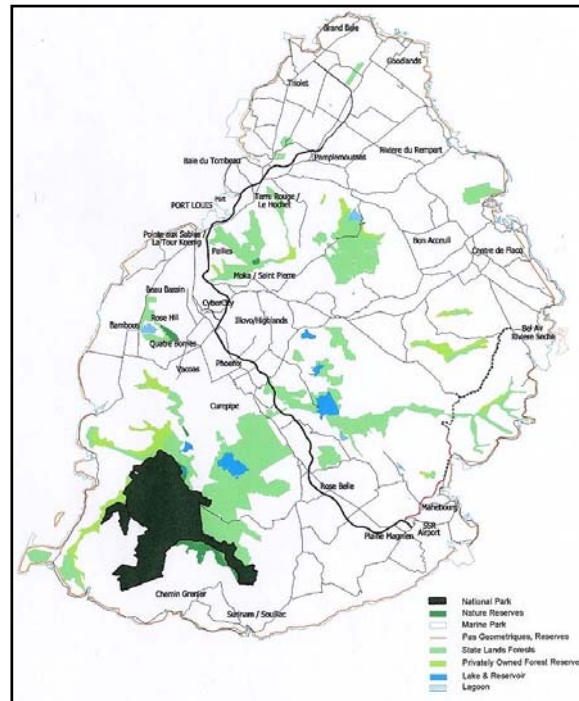 Grand Baie
Goodlands
Triolet
Riviere du Rempart
Pamplemousses
Baie du Tombeau
Port
PORT LOUIS
Terre Rouge /
Le Hochet
Pointe aux Sables /
La Tour Koenig
Pailles
Bon Accueil
Centre de Flacq
Moka / Saint Pierre
Beau Bassin
CyberCity
Rose Hill
Ilovo/Highlands
Bambous
Bel Air
Riviere Seche
Quatre Bornes
Phoenix
Vacoas
Curepipe
Rose Belle
Mahebourg
SSR
Airport
Plaine Magnien
Chemin Grenier
Surinam / Souillac
National Park
Nature Reserves
Marine Park
Pas Geometriques, Reserves
State Lands Forests
Privately Owned Forest Reserve
Lake & Reservoir
Lagoon